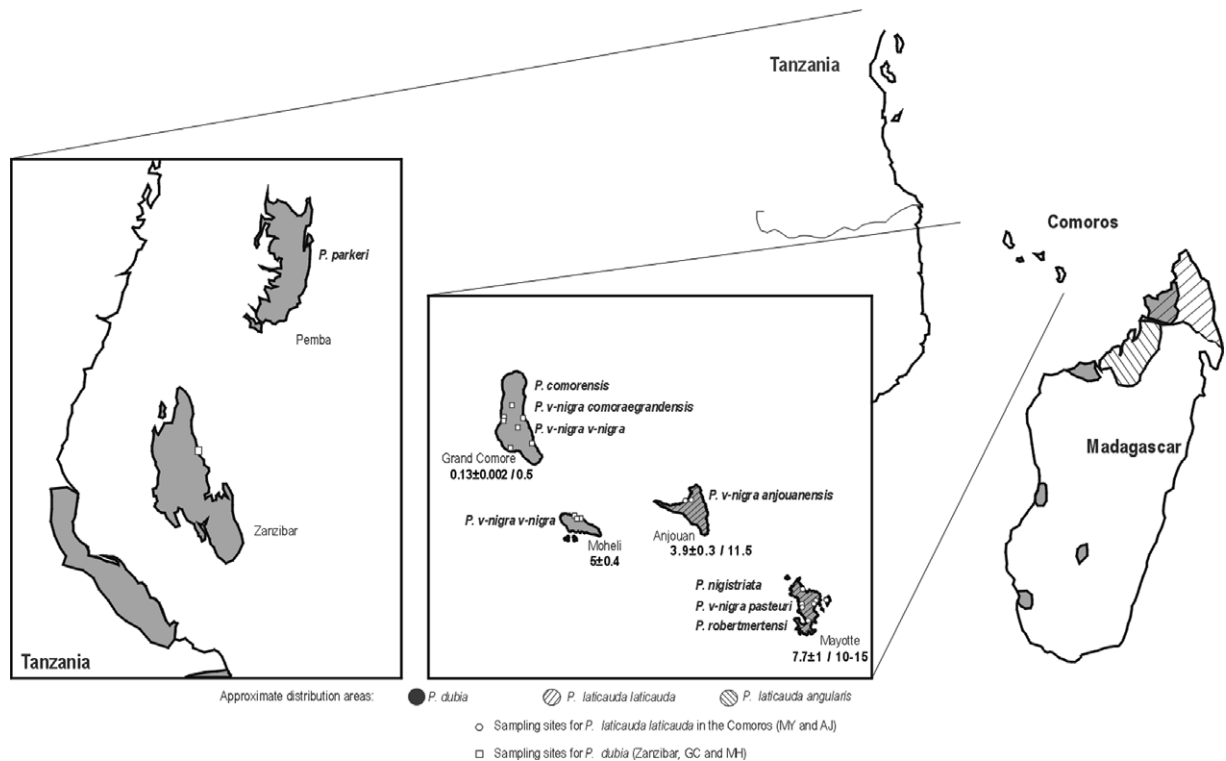 Tanzania
Comoros
Madagascar
P. parkeri
Pemba
Zanzibar
Tanzania
P. comorensis
P. v-nigra comoraegrandensis
P. v-nigra v-nigra
Grand Comore
0.13±0.002 / 0.5
P. v-nigra v-nigra
Moheli
5±0.4
P. v-nigra anjouanensis
Anjouan
3.9±0.3 / 11.5
P. nigistriata
P. v-nigra pasteuri
P. robertmertensi
Mayotte
7.7±1 / 10-15
Approximate distribution areas: P. dubia P. laticauda laticauda P. laticauda angularis
Sampling sites for P. laticauda laticauda in the Comoros (MY and AJ)
Sampling sites for P. dubia (Zanzibar, GC and MH)